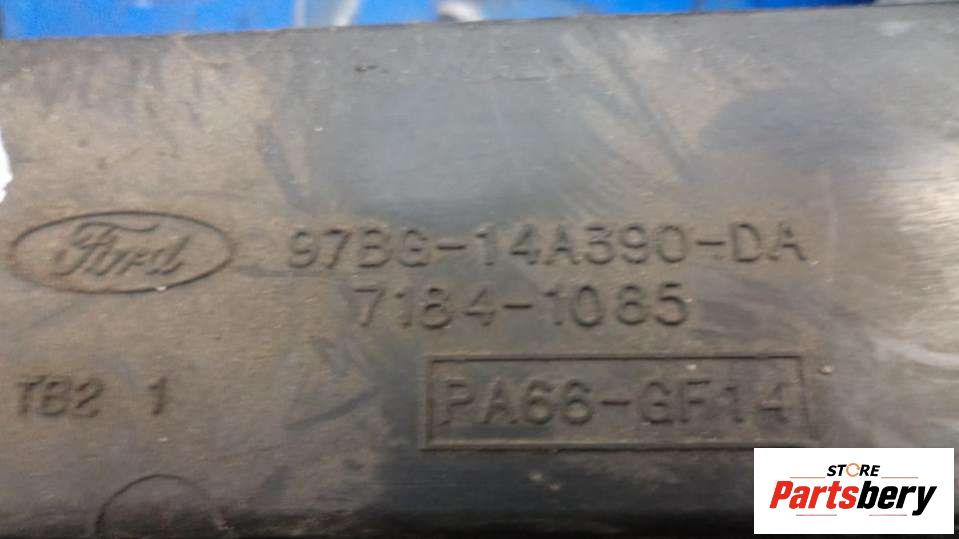 Ford 97BG-14A390-DA
7184-1085
TB2 1
PA66-GF14
STORE
Partsbery